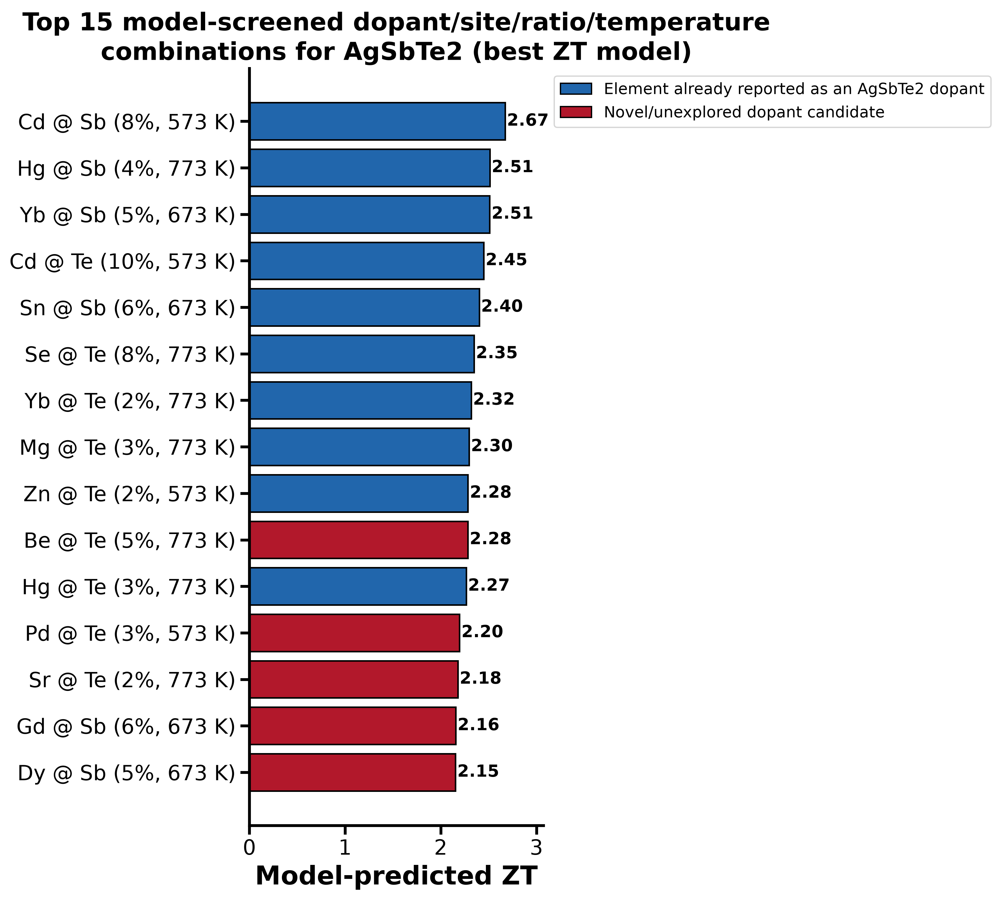 Top 15 model-screened dopant/site/ratio/temperature
combinations for AgSbTe2 (best ZT model)
Element already reported as an AgSbTe2 dopant
Novel/unexplored dopant candidate
Cd @ Sb (8%, 573 K) 2.67
Hg @ Sb (4%, 773 K) 2.51
Yb @ Sb (5%, 673 K) 2.51
Cd @ Te (10%, 573 K) 2.45
Sn @ Sb (6%, 673 K) 2.40
Se @ Te (8%, 773 K) 2.35
Yb @ Te (2%, 773 K) 2.32
Mg @ Te (3%, 773 K) 2.30
Zn @ Te (2%, 573 K) 2.28
Be @ Te (5%, 773 K) 2.28
Hg @ Te (3%, 773 K) 2.27
Pd @ Te (3%, 573 K) 2.20
Sr @ Te (2%, 773 K) 2.18
Gd @ Sb (6%, 673 K) 2.16
Dy @ Sb (5%, 673 K) 2.15
0 1 2 3
Model-predicted ZT